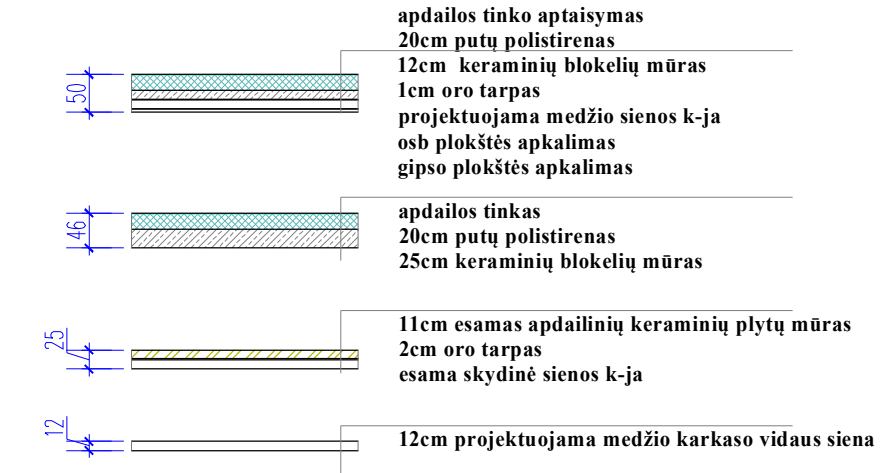 apdailos tinko aptaisymas
20cm putų polistirenas
12cm keraminių blokelių mūras
1cm oro tarpas
projektuojama medžio sienos k-ja
osb plokštės apkalimas
gipso plokštės apkalimas
50
apdailos tinkas
20cm putų polistirenas
25cm keraminių blokelių mūras
46
11cm esamas apdailinių keraminių plytų mūras
2cm oro tarpas
esama skydinė sienos k-ja
25
12cm projektuojama medžio karkaso vidaus siena
12